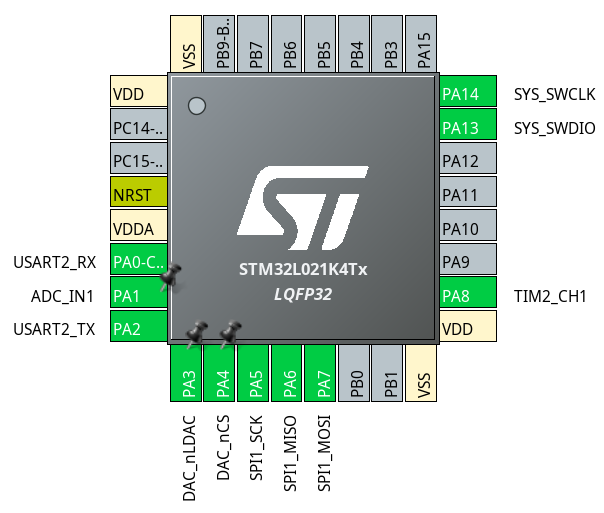 VSS
PB9-B..
PB7
PB6
PB5
PB4
PB3
PA15
VDD
PC14-..
PC15-..
NRST
VDDA
USART2_RX PA0-C..
ADC_IN1 PA1
USART2_TX PA2
PA14 SYS_SWCLK
PA13 SYS_SWDIO
PA12
PA11
PA10
PA9
PA8 TIM2_CH1
VDD
ST
STM32L021K4Tx
LQFP32
PA3
PA4
PA5
PA6
PA7
PB0
PB1
VSS
DAC_nLDAC
DAC_nCS
SPI1_SCK
SPI1_MISO
SPI1_MOSI